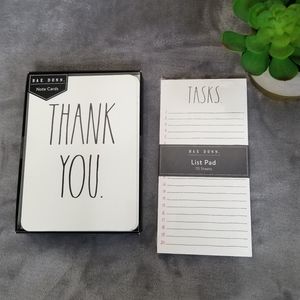 RAE DUNN.
Note Cards
THANK
YOU.
TASKS.
RAE DUNN.
List Pad